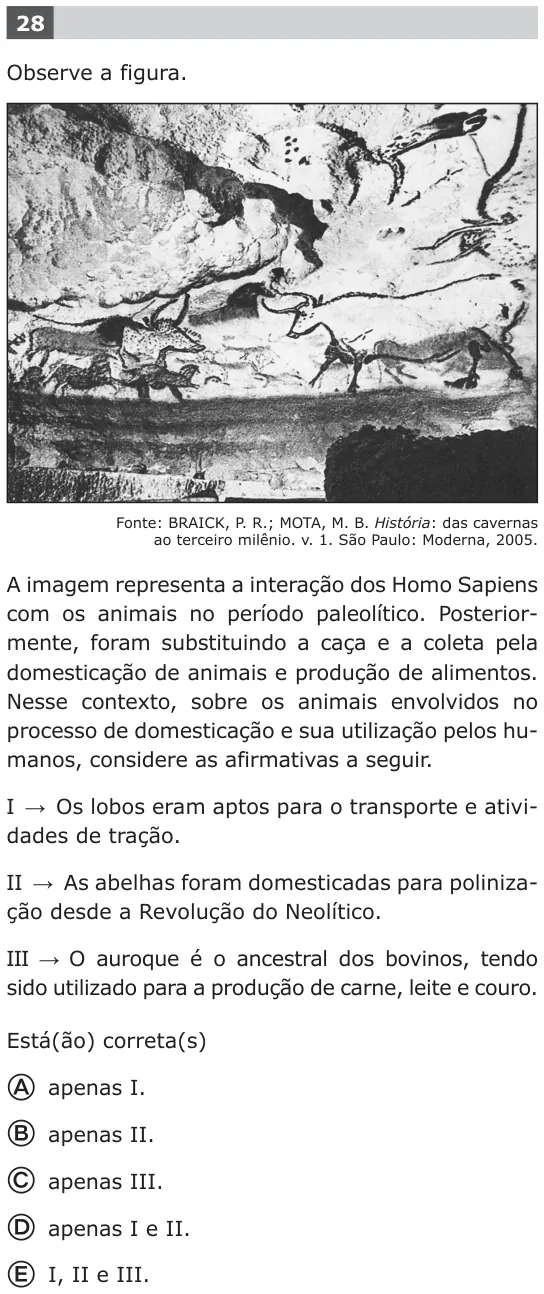 28
Observe a figura.
Fonte: BRAICK, P. R.; MOTA, M. B. História: das cavernas
ao terceiro milênio. v. 1. São Paulo: Moderna, 2005.
A imagem representa a interação dos Homo Sapiens
com os animais no período paleolítico. Posterior-
mente, foram substituindo a caça e a coleta pela
domesticação de animais e produção de alimentos.
Nesse contexto, sobre os animais envolvidos no
processo de domesticação e sua utilização pelos hu-
manos, considere as afirmativas a seguir.
I → Os lobos eram aptos para o transporte e ativi-
dades de tração.
II → As abelhas foram domesticadas para poliniza-
ção desde a Revolução do Neolítico.
III → O auroque é o ancestral dos bovinos, tendo
sido utilizado para a produção de carne, leite e couro.
Está(ão) correta(s)
A apenas I.
B apenas II.
C apenas III.
D apenas I e II.
E I, II e III.